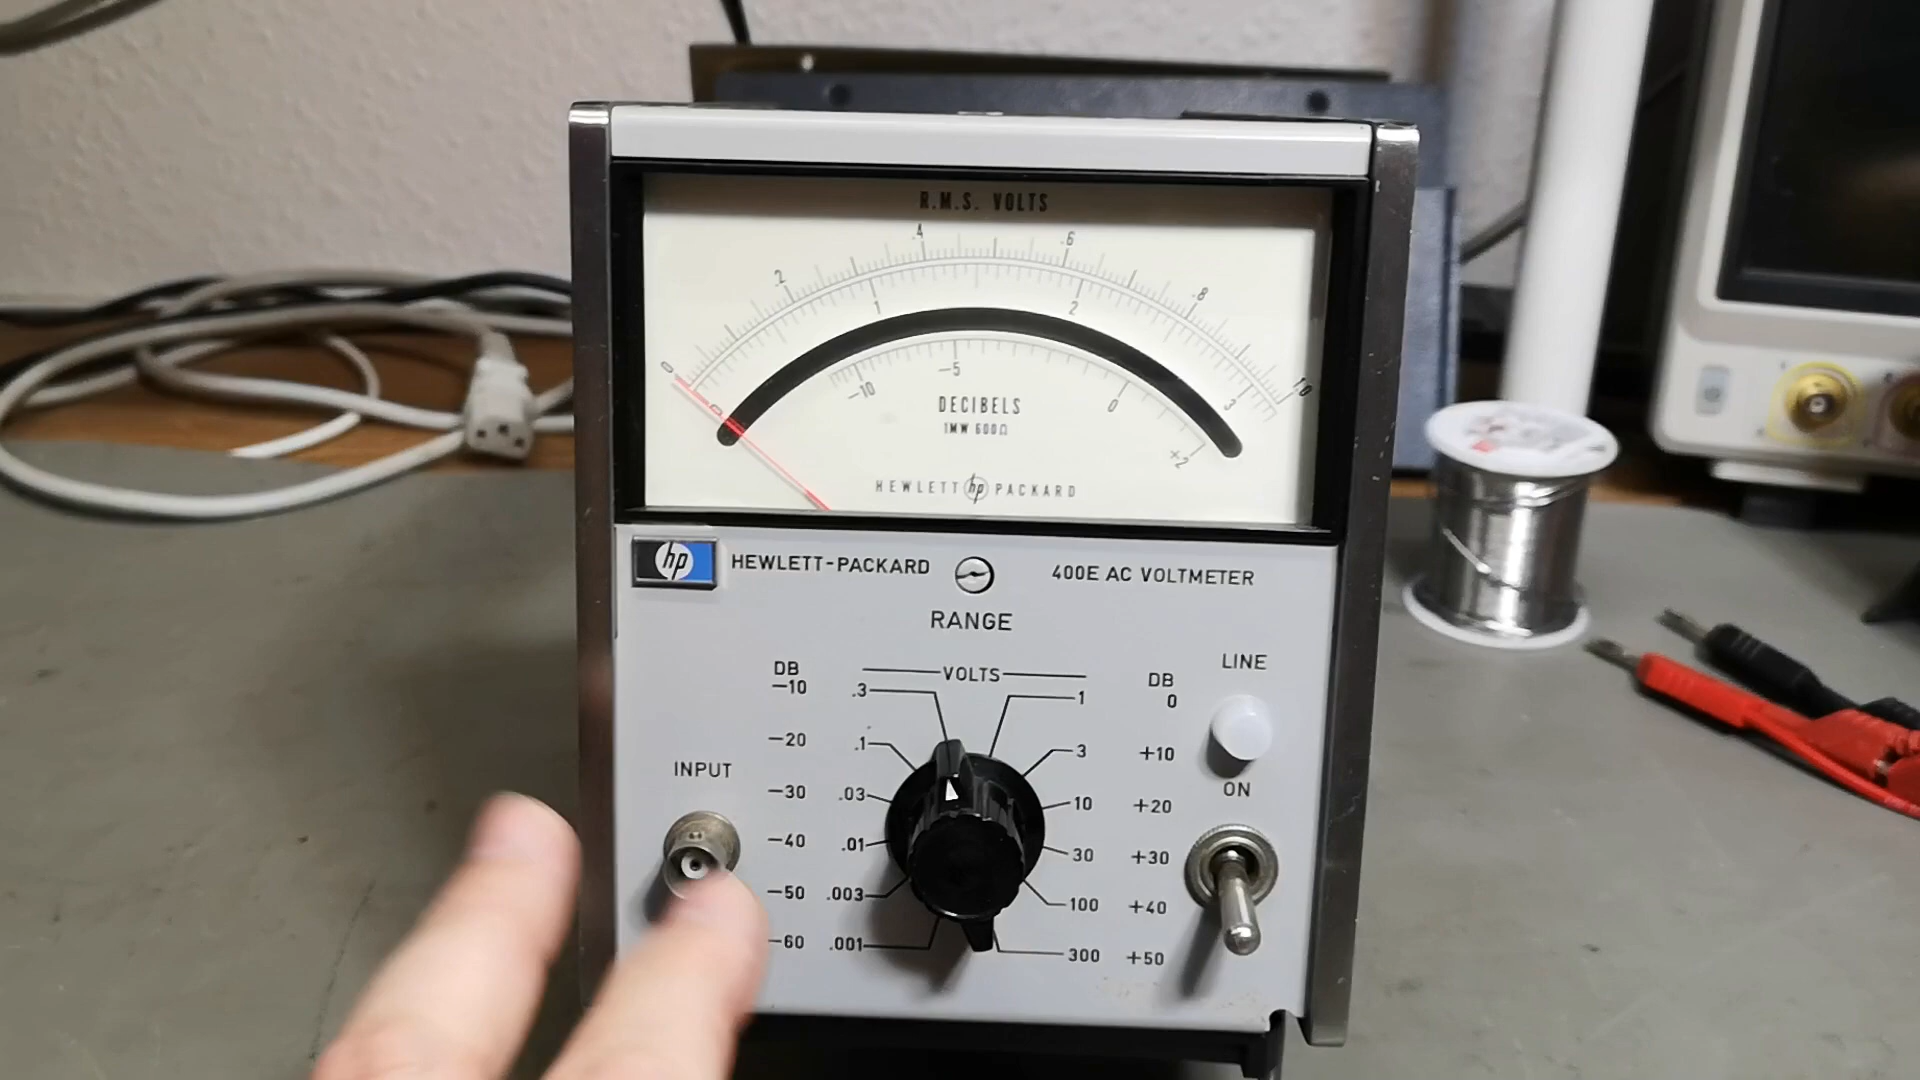 R.M.S. VOLTS
0 .2 .4 .6 .8 1.0
0 1 2 3
-10 -5 0 +2
DECIBELS
1MW 600Ω
HEWLETT hp PACKARD
hp HEWLETT-PACKARD 400E AC VOLTMETER
RANGE
LINE
DB VOLTS DB
-10 .3 1 0
-20 .1 3 +10
ON
INPUT
-30 .03 10 +20
-40 .01 30 +30
-50 .003 100 +40
-60 .001 300 +50